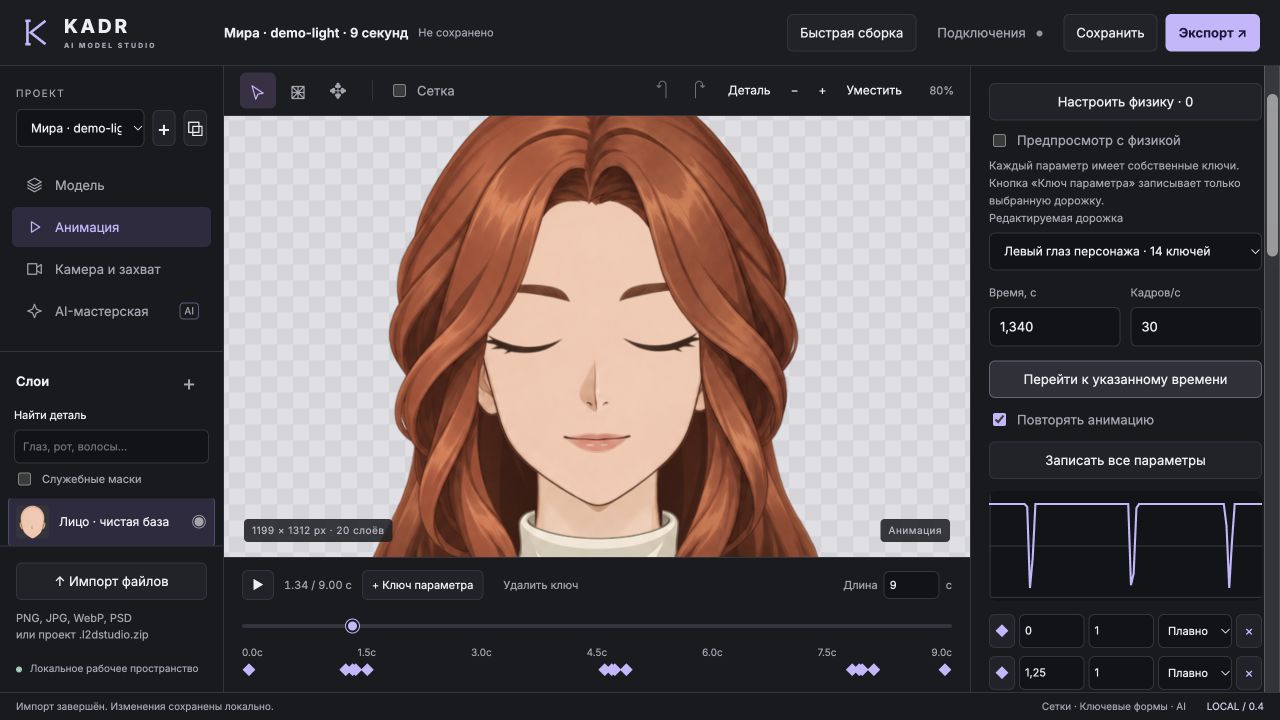 KADR
AI MODEL STUDIO
Мира · demo-light · 9 секунд
Не сохранено
Быстрая сборка
Подключения
Сохранить
Экспорт ↗
ПРОЕКТ
Мира · demo-lig
+
Модель
Анимация
Камера и захват
AI-мастерская
AI
Слои
+
Найти деталь
Глаз, рот, волосы...
Служебные маски
Лицо · чистая база
↑ Импорт файлов
PNG, JPG, WebP, PSD
или проект .l2dstudio.zip
Локальное рабочее пространство
Сетка
Деталь
−
+
Уместить
80%
1199 × 1312 px · 20 слоёв
Анимация
1.34 / 9.00 с
+ Ключ параметра
Удалить ключ
Длина
9
с
0.0с
1.5с
3.0с
4.5с
6.0с
7.5с
9.0с
Настроить физику · 0
Предпросмотр с физикой
Каждый параметр имеет собственные ключи.
Кнопка «Ключ параметра» записывает только
выбранную дорожку.
Редактируемая дорожка
Левый глаз персонажа · 14 ключей
Время, с
Кадров/с
1,340
30
Перейти к указанному времени
Повторять анимацию
Записать все параметры
0
1
Плавно
×
1,25
1
Плавно
×
Импорт завершён. Изменения сохранены локально.
Сетки · Ключевые формы · AI
LOCAL / 0.4